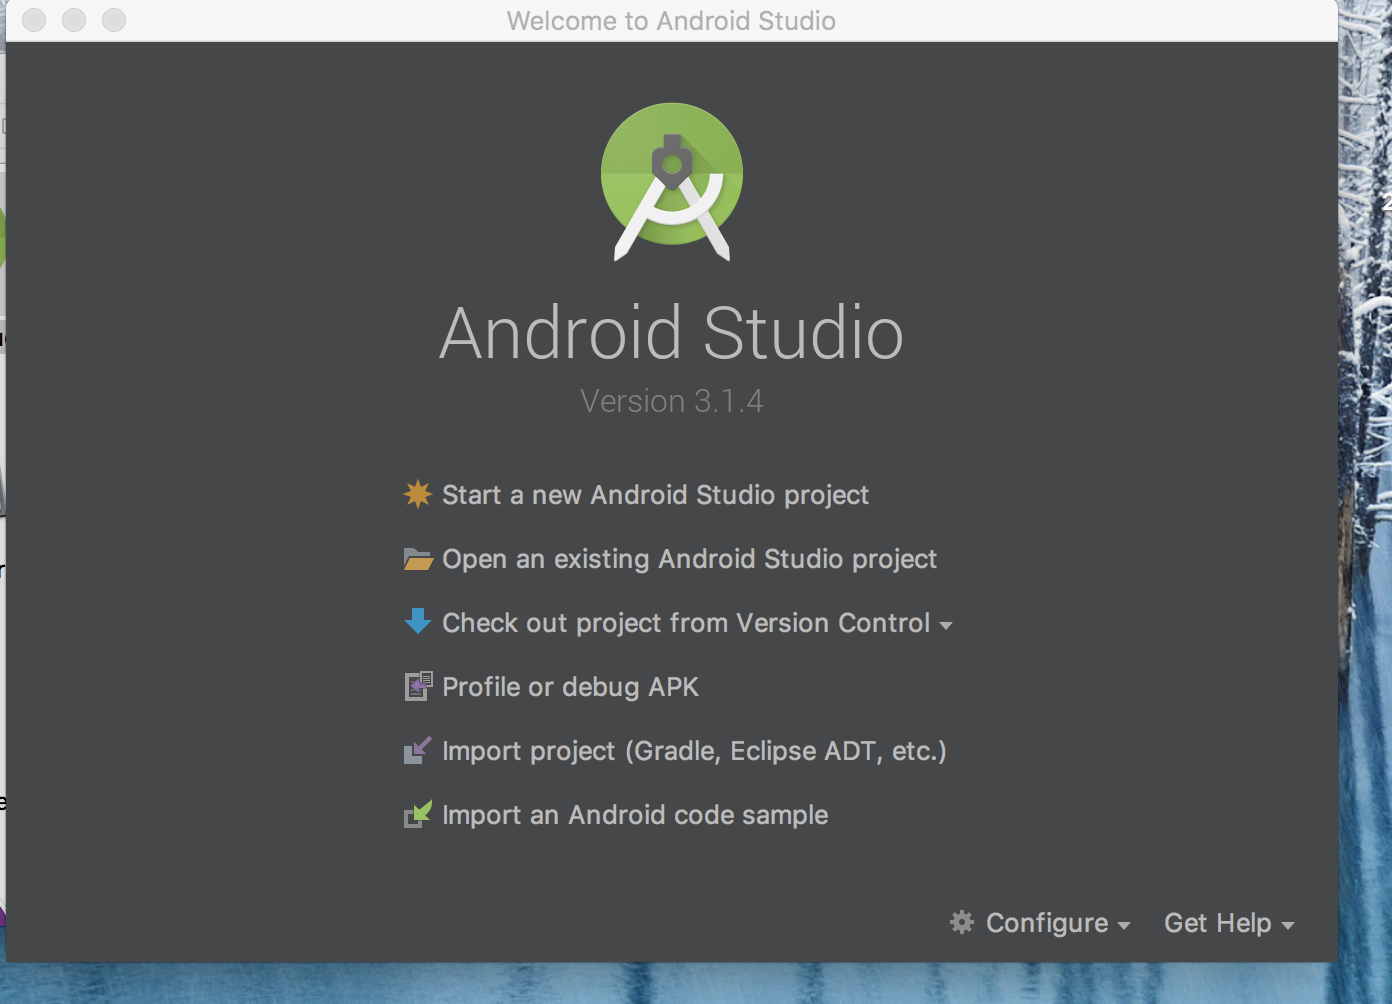 Welcome to Android Studio
Android Studio
Version 3.1.4
Start a new Android Studio project
Open an existing Android Studio project
Check out project from Version Control
Profile or debug APK
Import project (Gradle, Eclipse ADT, etc.)
Import an Android code sample
Configure
Get Help